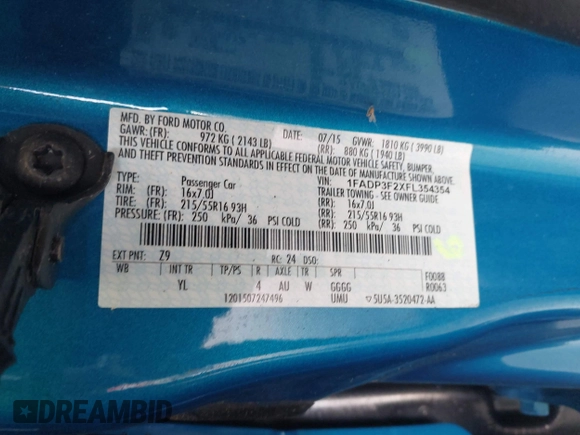 MFD. BY FORD MOTOR CO.
DATE: 07/15 GVWR: 1810 KG ( 3990 LB)
GAWR: (FR): 972 KG ( 2143 LB) (RR): 880 KG ( 1940 LB)
THIS VEHICLE CONFORMS TO ALL APPLICABLE FEDERAL MOTOR VEHICLE SAFETY, BUMPER,
AND THEFT PREVENTION STANDARDS IN EFFECT ON THE DATE OF MANUFACTURE SHOWN ABOVE.
VIN: 1FADP3F2XFL354354
TYPE: Passenger Car TRAILER TOWING - SEE OWNER GUIDE
RIM: (FR): 16x7.0J (RR): 16x7.0J
TIRE: (FR): 215/55R16 93H (RR): 215/55R16 93H
PRESSURE: (FR): 250 kPa/ 36 PSI COLD (RR): 250 kPa/ 36 PSI COLD
EXT PNT: Z9 RC: 24 DSO:
WB INT TR TP/PS R AXLE TR SPR F0088
YL 4 AU W GGGG R0063
1201507247496 UMU 5U5A-3520472-AA
DREAMBID